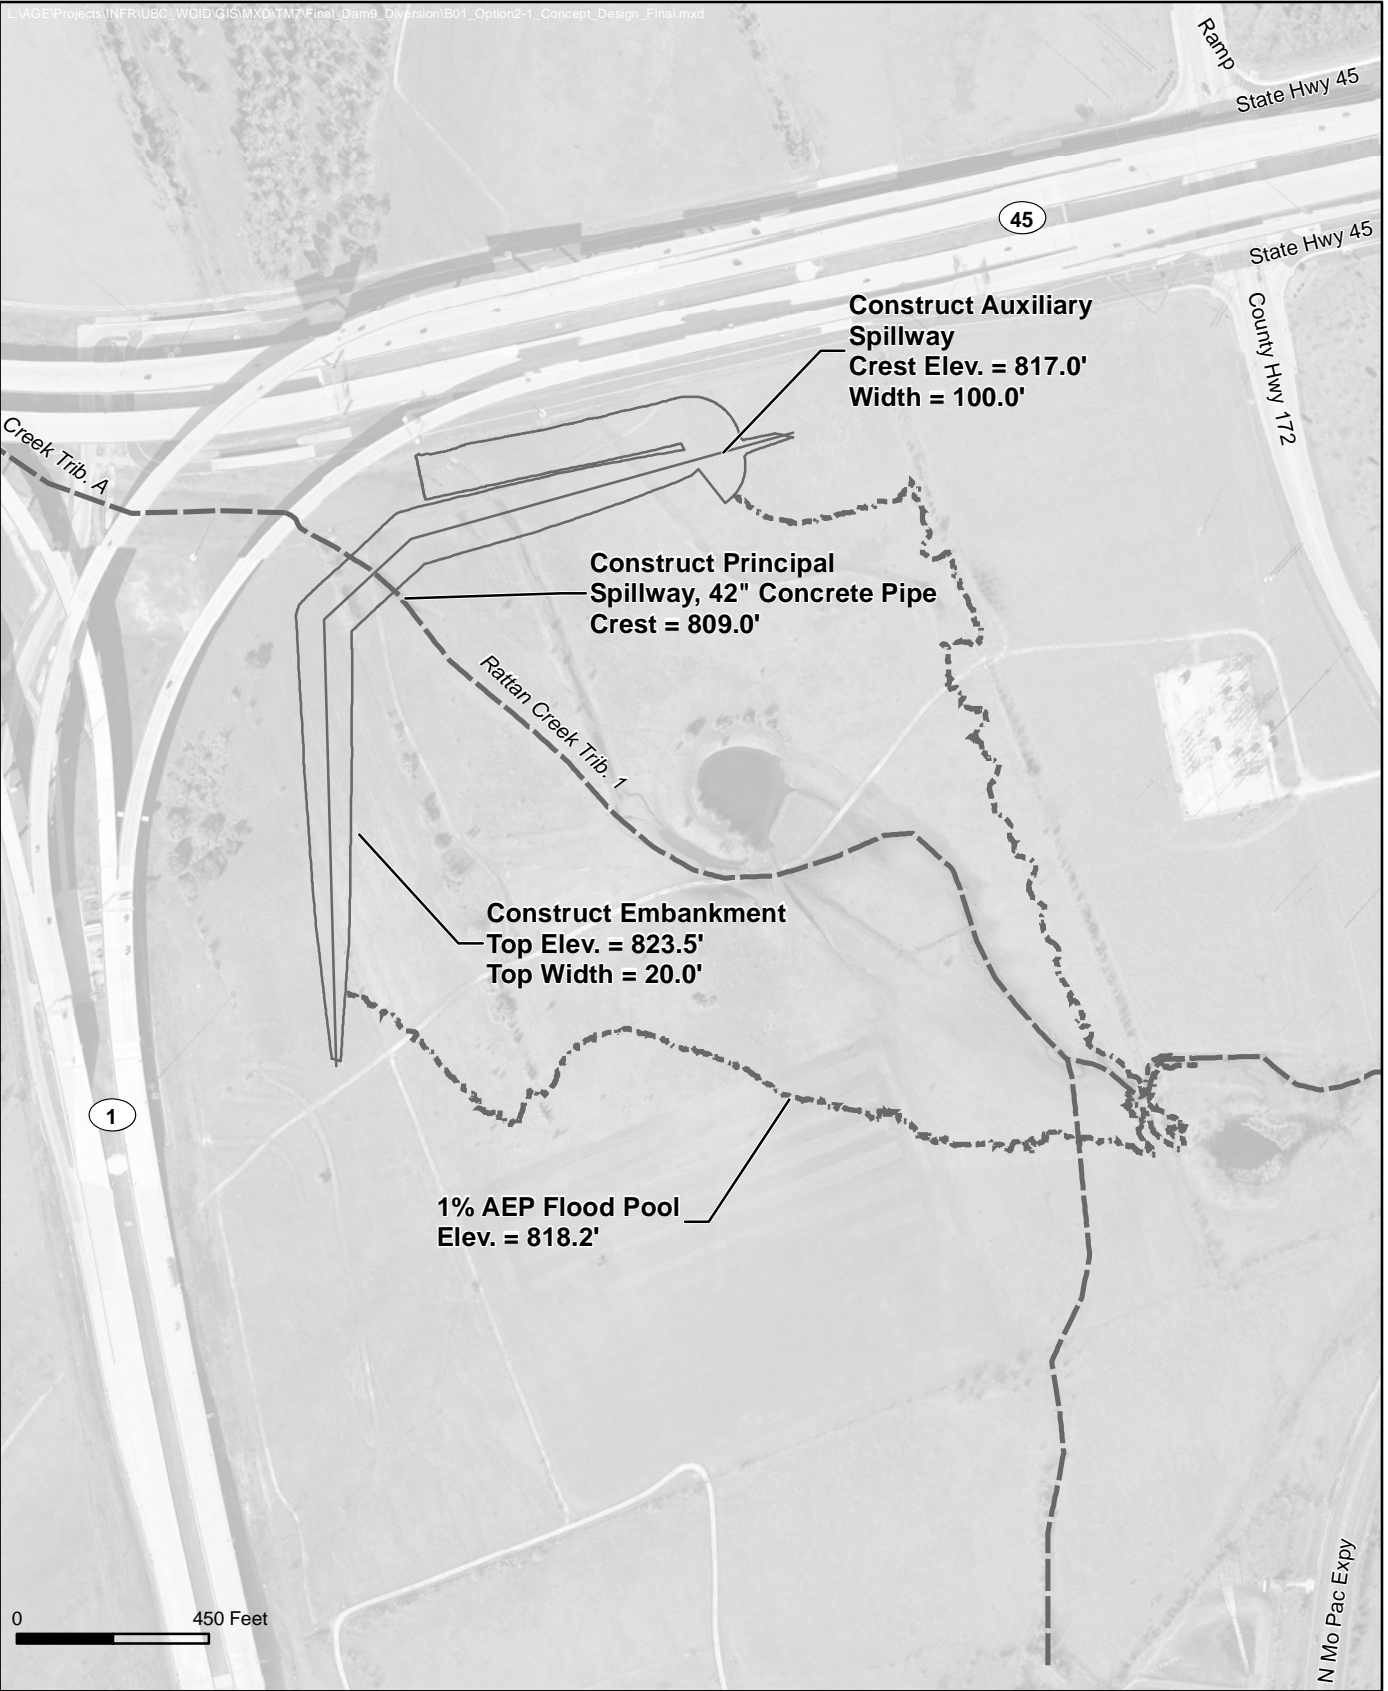 L:\AGE\Projects\INFR\UBC_WCID\GIS\MXD\TM7\Final_Dam9_Diversion\B01_Option2-1_Concept_Design_Final.mxd
Ramp
State Hwy 45
45
State Hwy 45
County Hwy 172
Construct Auxiliary
Spillway
Crest Elev. = 817.0'
Width = 100.0'
Creek Trib. A
Construct Principal
Spillway, 42" Concrete Pipe
Crest = 809.0'
Rattan Creek Trib. 1
Construct Embankment
Top Elev. = 823.5'
Top Width = 20.0'
1
1% AEP Flood Pool
Elev. = 818.2'
N Mo Pac Expy
0 450 Feet